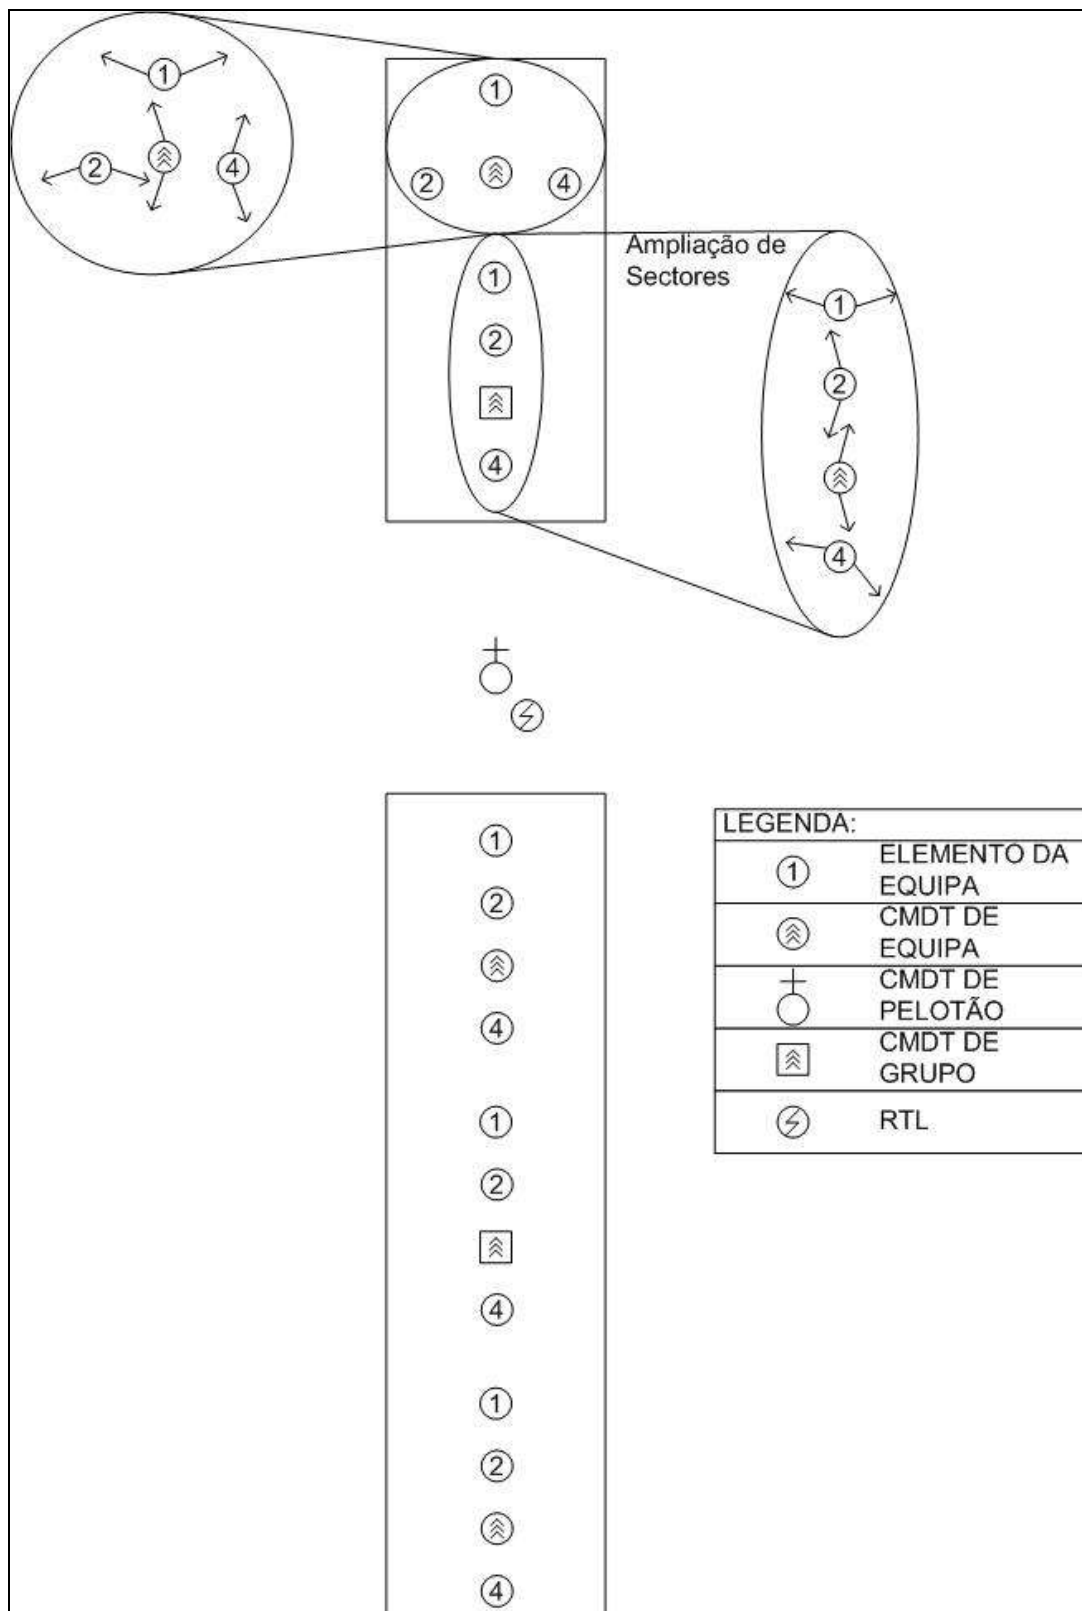 1
1
2
4
2
4
Ampliação de
Sectores
1
2
4
1
2
4
1
2
4
1
2
4
1
2
4
LEGENDA:
1
ELEMENTO DA
EQUIPA
CMDT DE
EQUIPA
CMDT DE
PELOTÃO
CMDT DE
GRUPO
RTL